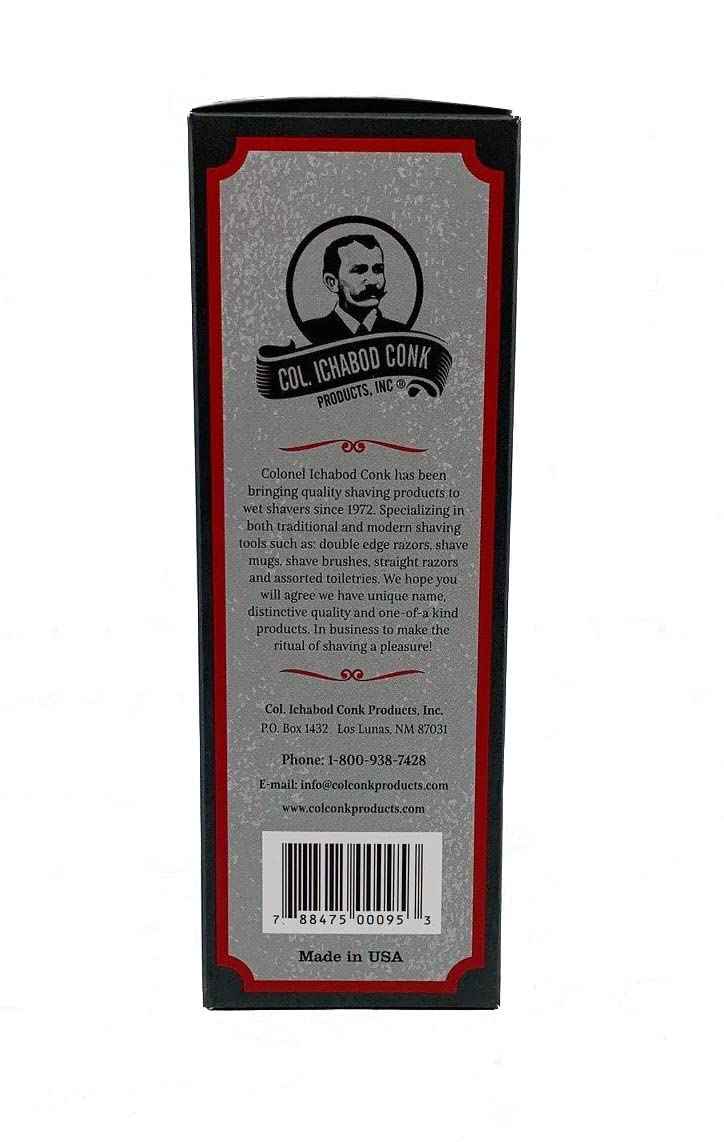 COL. ICHABOD CONK
PRODUCTS, INC ®
Colonel Ichabod Conk has been
bringing quality shaving products to
wet shavers since 1972. Specializing in
both traditional and modern shaving
tools such as: double edge razors, shave
mugs, shave brushes, straight razors
and assorted toiletries. We hope you
will agree we have unique name,
distinctive quality and one-of-a kind
products. In business to make the
ritual of shaving a pleasure!
Col. Ichabod Conk Products, Inc.
P.O. Box 1432 Los Lunas, NM 87031
Phone: 1-800-938-7428
E-mail: info@colconkproducts.com
www.colconkproducts.com
7 88475 00095 3
Made in USA